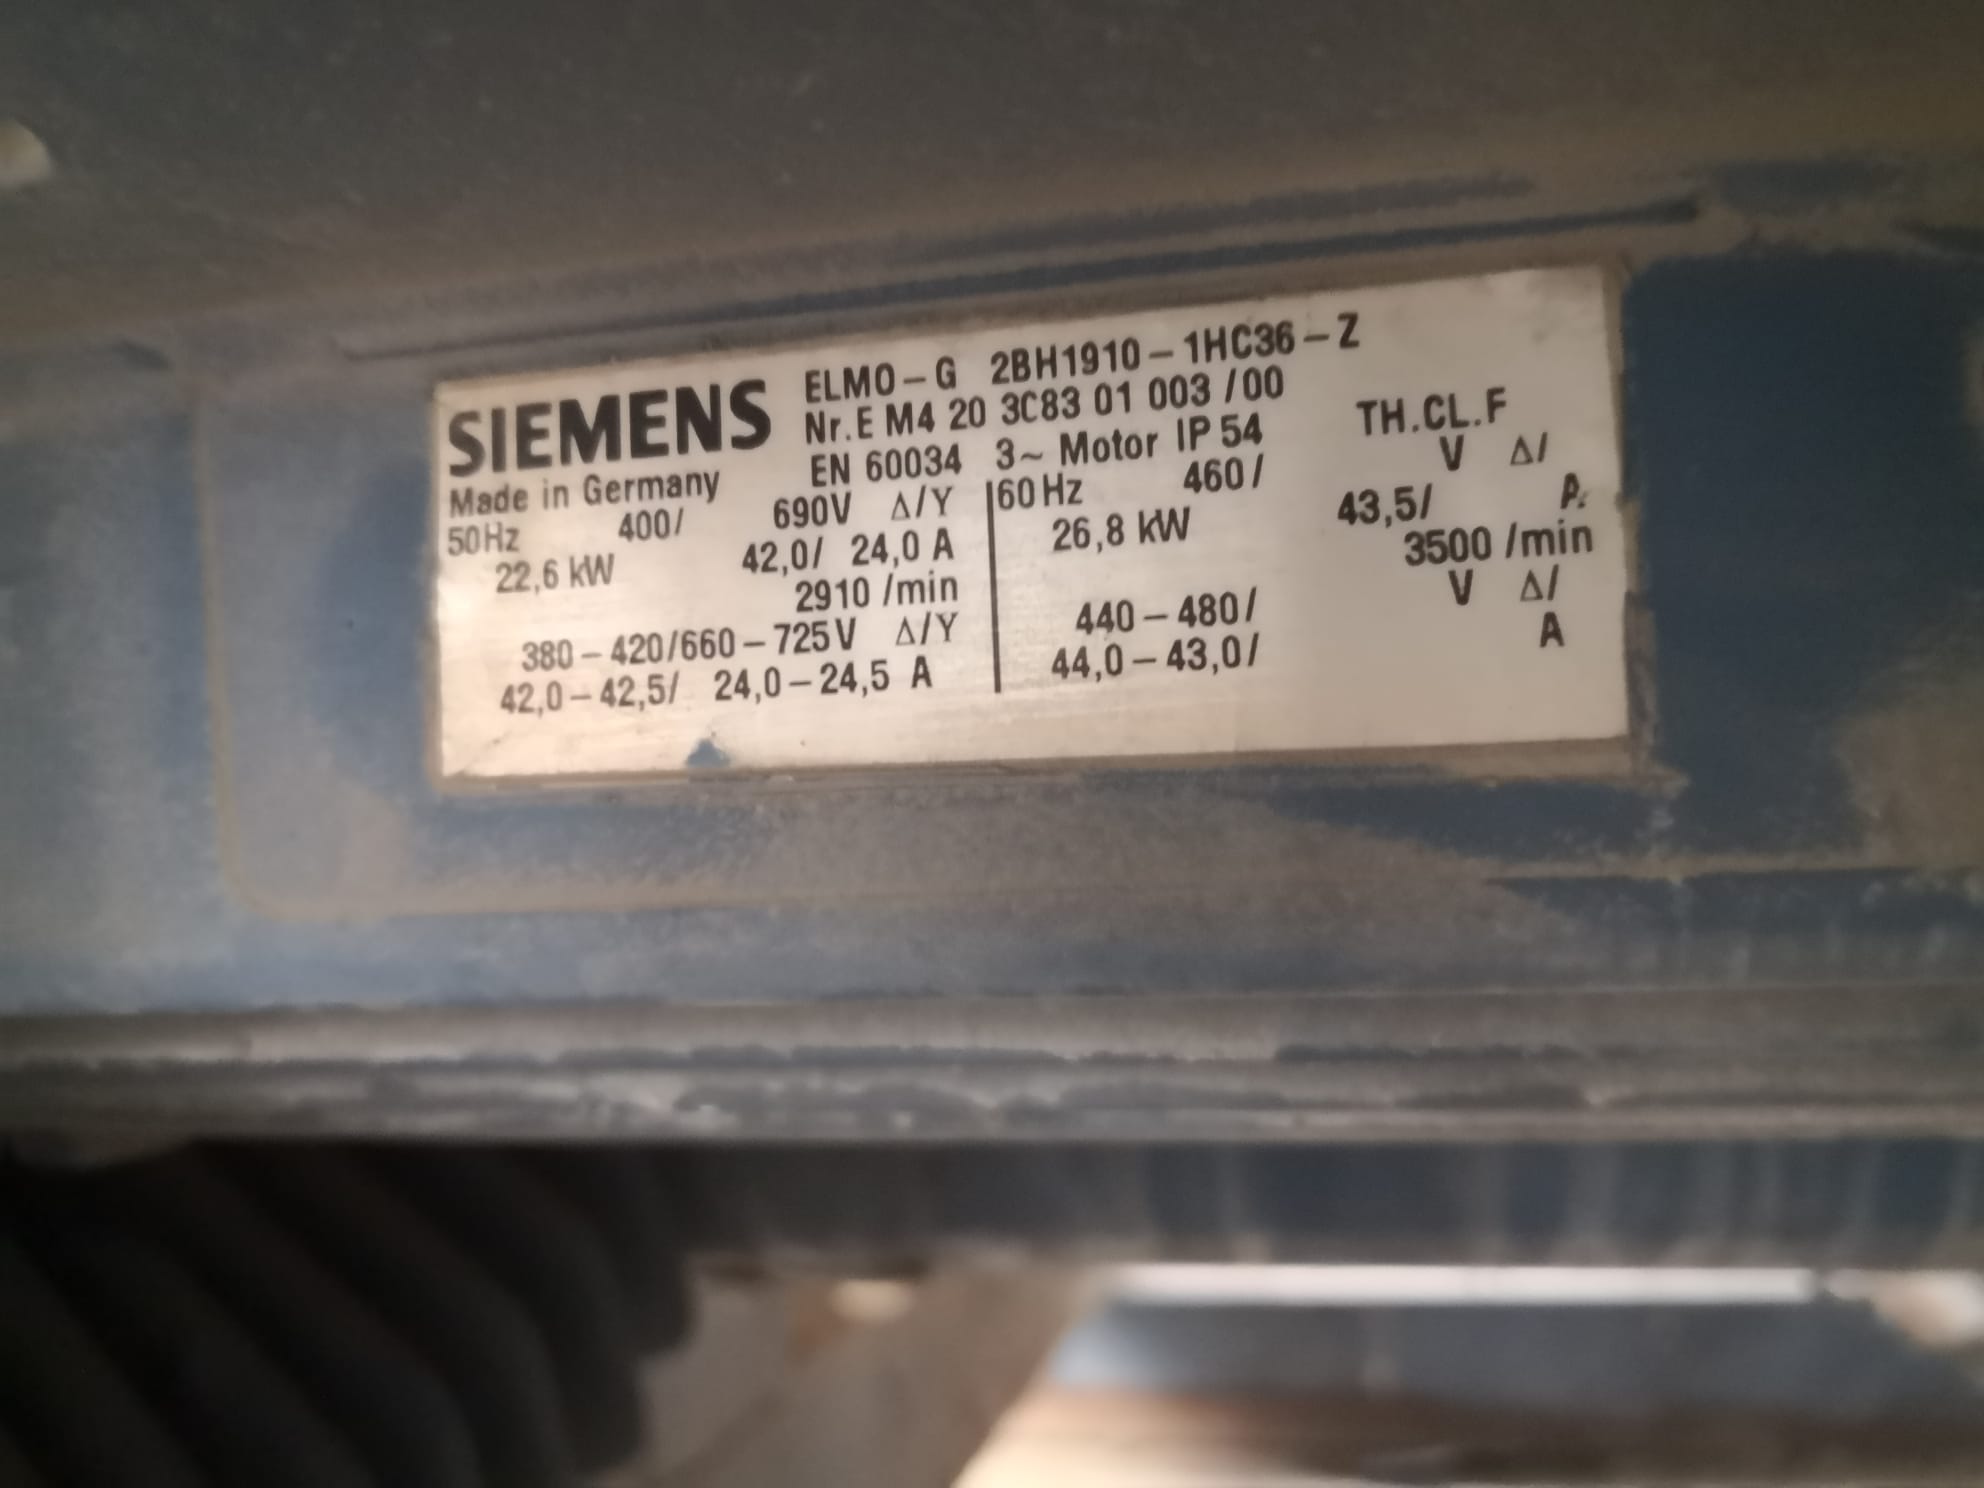 SIEMENS ELMO-G 2BH1910-1HC36-Z
Nr.E M4 20 3C83 01 003 /00 TH.CL.F
Made in Germany EN 60034 3~ Motor IP 54
50Hz 400/ 690V Δ/Y 60Hz 460/ V Δ/
22,6 kW 42,0/ 24,0 A 26,8 kW 43,5/ A
2910 /min 3500 /min
380-420/660-725V Δ/Y 440-480/ V Δ/
42,0-42,5/ 24,0-24,5 A 44,0-43,0/ A